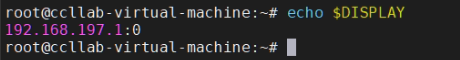 root@ccllab-virtual-machine:~# echo $DISPLAY
192.168.197.1:0
root@ccllab-virtual-machine:~#